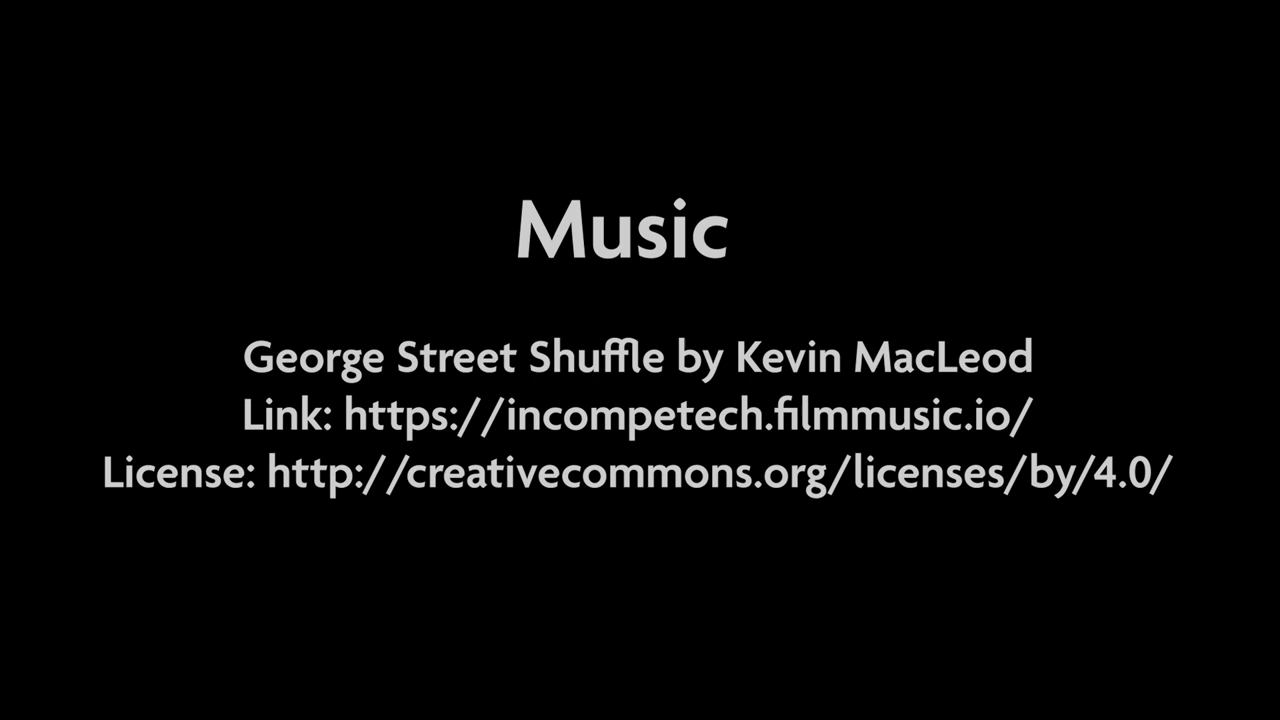 Music
George Street Shuffle by Kevin MacLeod
Link: https://incompetech.filmmusic.io/
License: http://creativecommons.org/licenses/by/4.0/